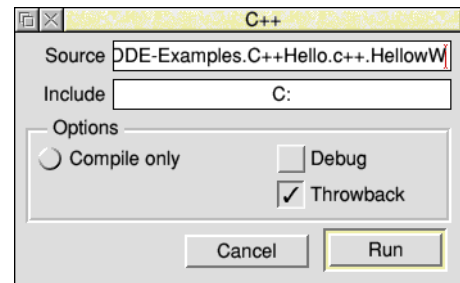 C++
Source DDE-Examples.C++Hello.c++.HellowW
Include C:
Options
Compile only Debug
Throwback
Cancel Run